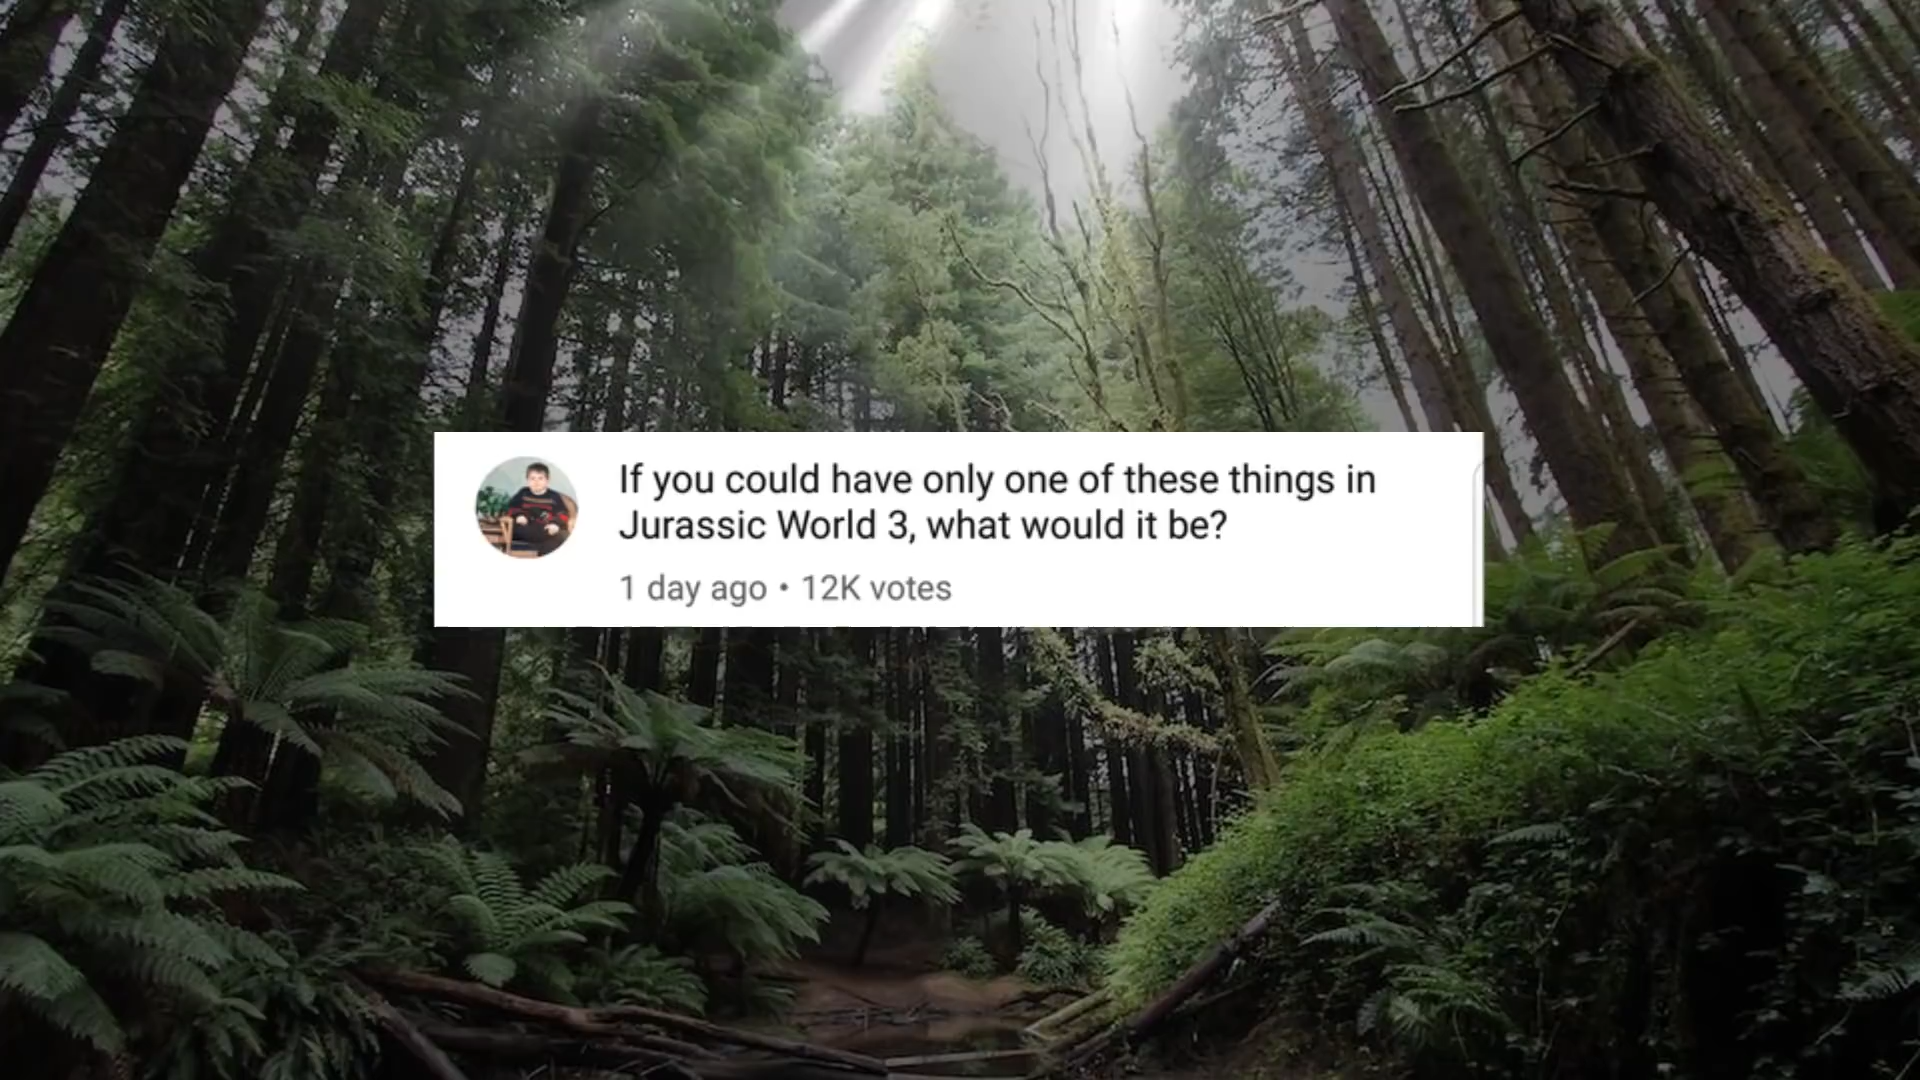 If you could have only one of these things in
Jurassic World 3, what would it be?
1 day ago • 12K votes